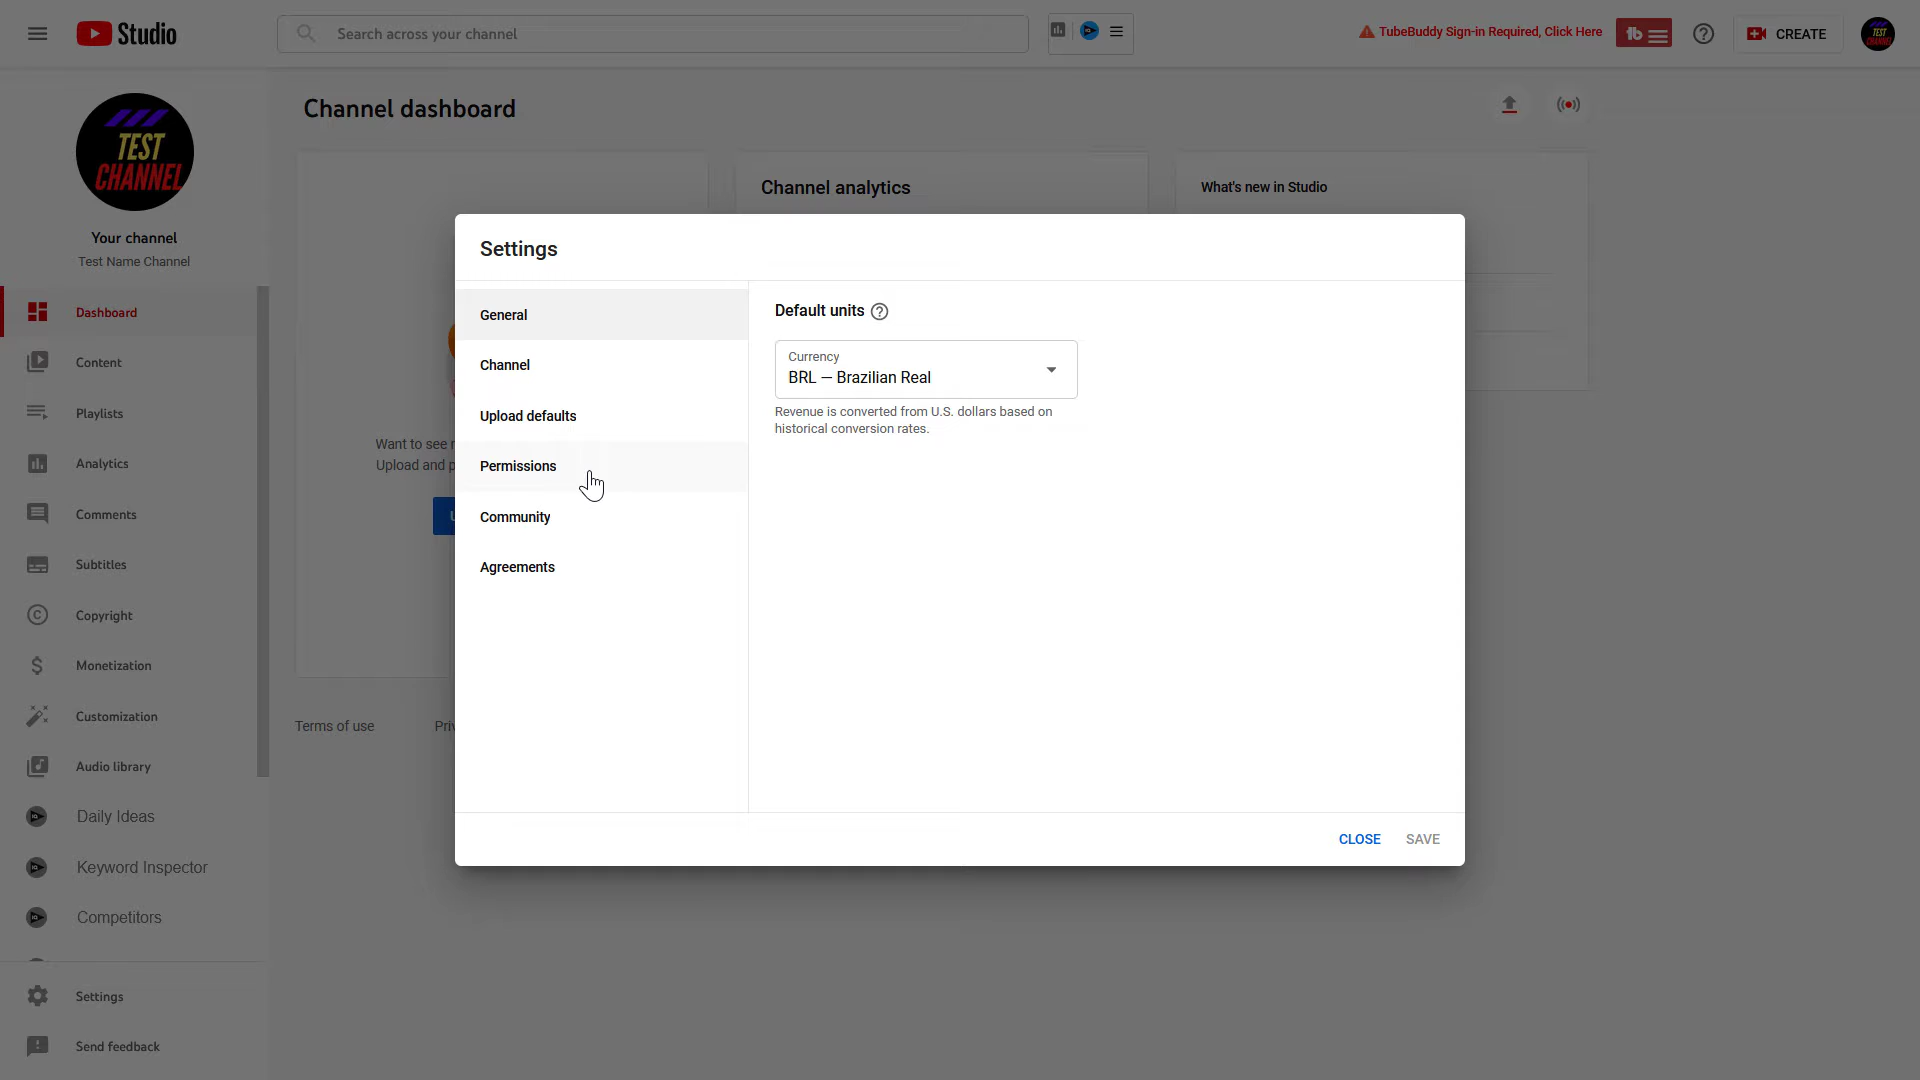 Studio
Search across your channel
TubeBuddy Sign-in Required, Click Here
tb
CREATE
TEST
CHANNEL
Channel dashboard
TEST
CHANNEL
Your channel
Test Name Channel
Dashboard
Content
Playlists
Analytics
Comments
Subtitles
Copyright
Monetization
Customization
Audio library
Daily Ideas
Keyword Inspector
Competitors
Settings
Send feedback
Channel analytics
What's new in Studio
Want to see
Upload and p
U
Terms of use
Priv
Settings
General
Channel
Upload defaults
Permissions
Community
Agreements
Default units
Currency
BRL — Brazilian Real
Revenue is converted from U.S. dollars based on
historical conversion rates.
CLOSE
SAVE